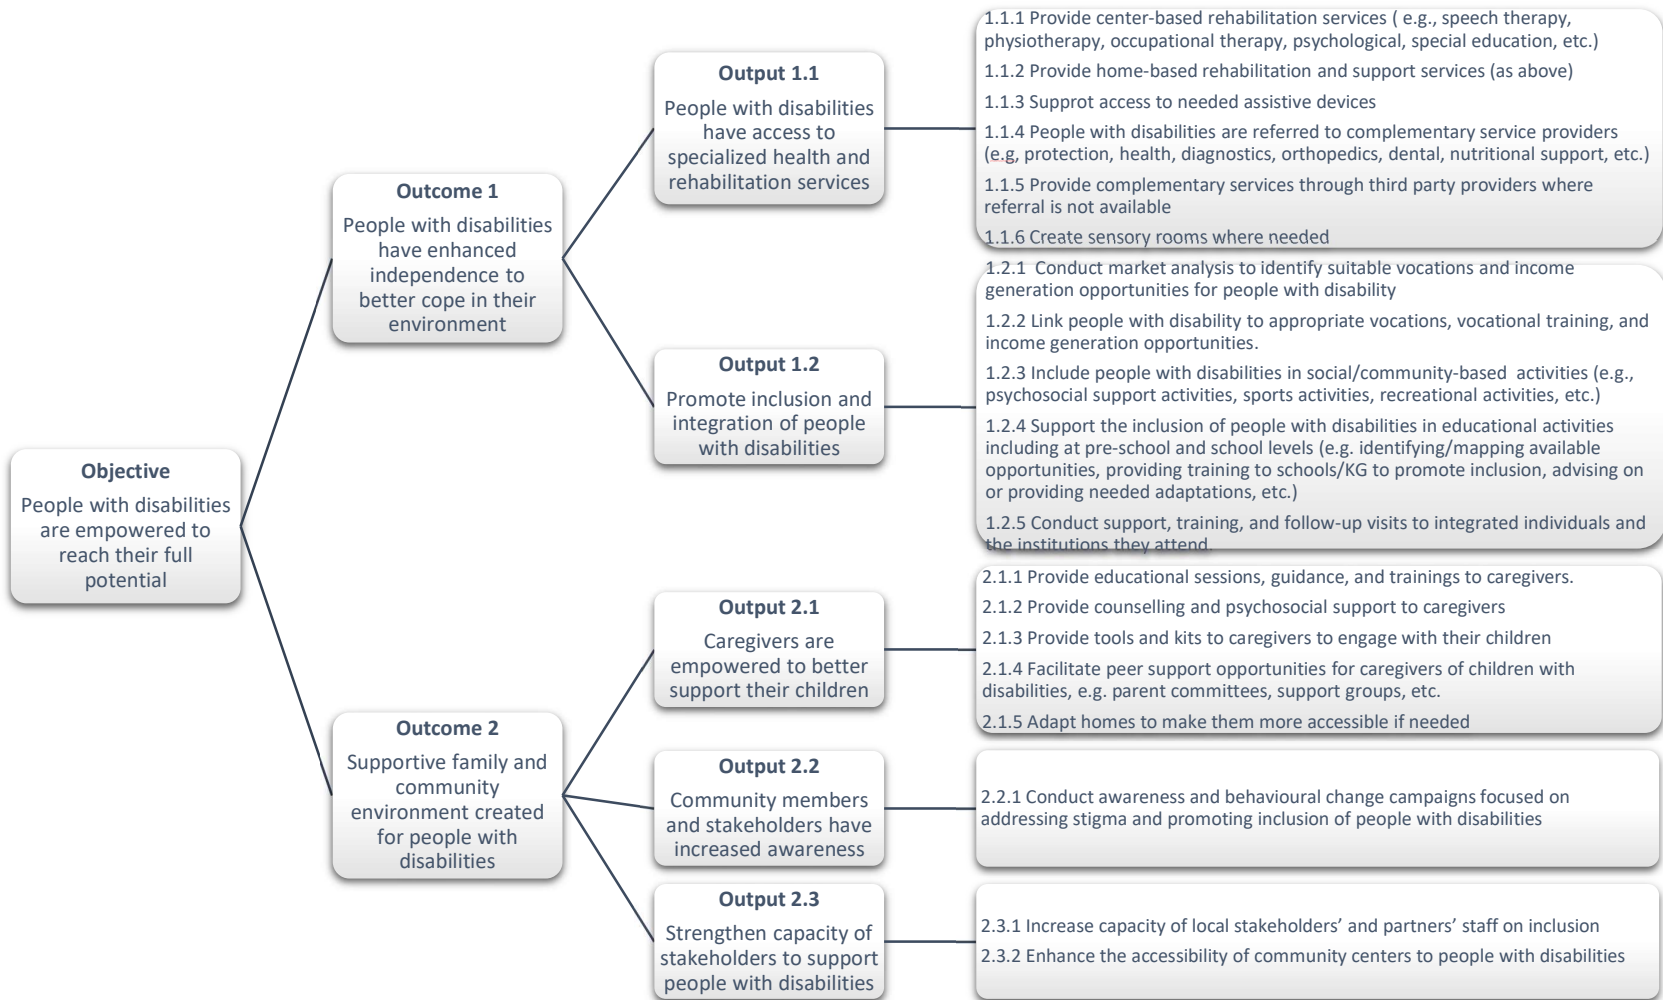 Objective
People with disabilities
are empowered to
reach their full
potential
Outcome 1
People with disabilities
have enhanced
independence to
better cope in their
environment
Output 1.1
People with disabilities
have access to
specialized health and
rehabilitation services
1.1.1 Provide center-based rehabilitation services ( e.g., speech therapy,
physiotherapy, occupational therapy, psychological, special education, etc.)
1.1.2 Provide home-based rehabilitation and support services (as above)
1.1.3 Supprot access to needed assistive devices
1.1.4 People with disabilities are referred to complementary service providers
(e.g, protection, health, diagnostics, orthopedics, dental, nutritional support, etc.)
1.1.5 Provide complementary services through third party providers where
referral is not available
1.1.6 Create sensory rooms where needed
Output 1.2
Promote inclusion and
integration of people
with disabilities
1.2.1 Conduct market analysis to identify suitable vocations and income
generation opportunities for people with disability
1.2.2 Link people with disability to appropriate vocations, vocational training, and
income generation opportunities.
1.2.3 Include people with disabilities in social/community-based activities (e.g.,
psychosocial support activities, sports activities, recreational activities, etc.)
1.2.4 Support the inclusion of people with disabilities in educational activities
including at pre-school and school levels (e.g. identifying/mapping available
opportunities, providing training to schools/KG to promote inclusion, advising on
or providing needed adaptations, etc.)
1.2.5 Conduct support, training, and follow-up visits to integrated individuals and
the institutions they attend.
Outcome 2
Supportive family and
community
environment created
for people with
disabilities
Output 2.1
Caregivers are
empowered to better
support their children
2.1.1 Provide educational sessions, guidance, and trainings to caregivers.
2.1.2 Provide counselling and psychosocial support to caregivers
2.1.3 Provide tools and kits to caregivers to engage with their children
2.1.4 Facilitate peer support opportunities for caregivers of children with
disabilities, e.g. parent committees, support groups, etc.
2.1.5 Adapt homes to make them more accessible if needed
Output 2.2
Community members
and stakeholders have
increased awareness
2.2.1 Conduct awareness and behavioural change campaigns focused on
addressing stigma and promoting inclusion of people with disabilities
Output 2.3
Strengthen capacity of
stakeholders to support
people with disabilities
2.3.1 Increase capacity of local stakeholders’ and partners’ staff on inclusion
2.3.2 Enhance the accessibility of community centers to people with disabilities